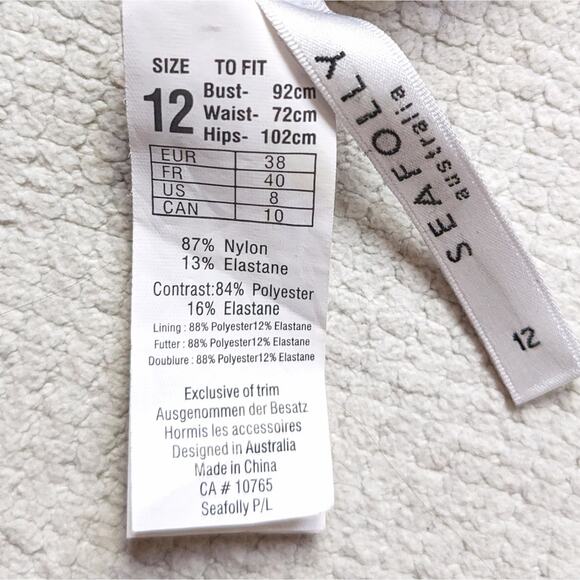 SIZE TO FIT
12
Bust- 92cm
Waist- 72cm
Hips- 102cm
EUR 38
FR 40
US 8
CAN 10
87% Nylon
13% Elastane
Contrast:84% Polyester
16% Elastane
Lining : 88% Polyester12% Elastane
Futter : 88% Polyester12% Elastane
Doublure : 88% Polyester12% Elastane
Exclusive of trim
Ausgenommen der Besatz
Hormis les accessoires
Designed in Australia
Made in China
CA # 10765
Seafolly P/L
SEAFOLLY
australia
12